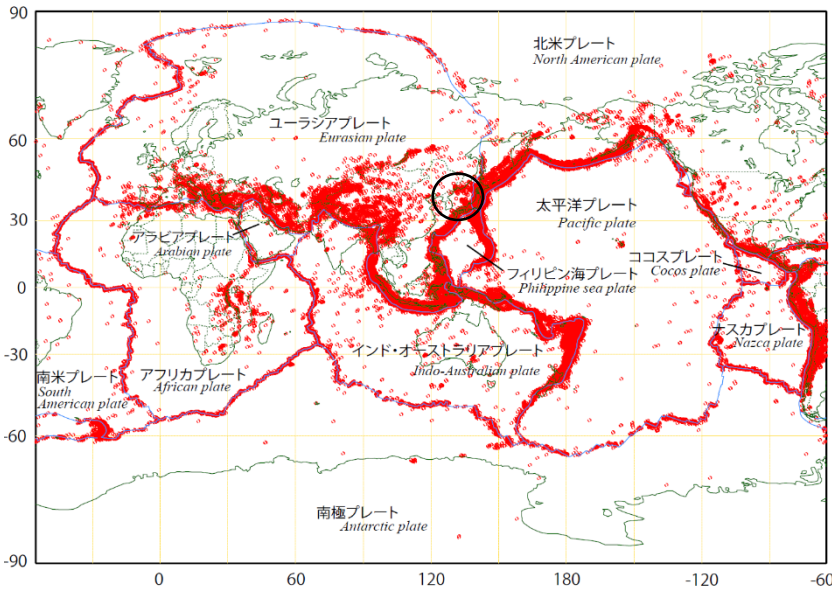 90
北米プレート
North American plate
ユーラシアプレート
Eurasian plate
60
太平洋プレート
Pacific plate
30
アラビアプレート
Arabian plate
ココスプレート
Cocos plate
フィリピン海プレート
Phihppine sea plate
0
ナスカプレート
Nazca plate
インド・オーストラリアプレート
Indo-Australian plate
-30
南米プレート
South
American plate
アフリカプレート
African plate
-60
南極プレート
Antarctic plate
-90
0
60
120
180
-120
-60